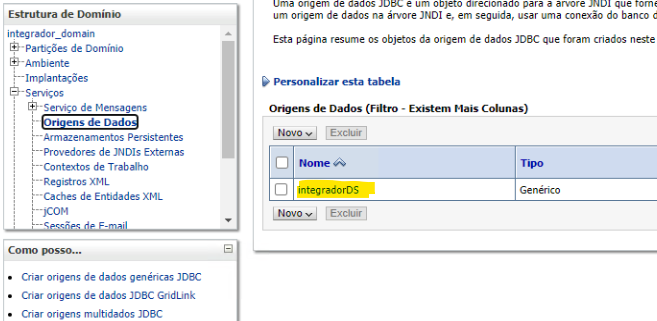 Estrutura de Domínio
integrador_domain
Partições de Domínio
Ambiente
Implantações
Serviços
Serviço de Mensagens
Origens de Dados
Armazenamentos Persistentes
Provedores de JNDIs Externas
Contextos de Trabalho
Registros XML
Caches de Entidades XML
jCOM
Sessões de E-mail
Como posso...
Criar origens de dados genéricas JDBC
Criar origens de dados JDBC GridLink
Criar origens multidados JDBC
Uma origem de dados JDBC é um objeto direcionado para a árvore JNDI que forne
um origem de dados na árvore JNDI e, em seguida, usar uma conexão do banco d
Esta página resume os objetos da origem de dados JDBC que foram criados neste
Personalizar esta tabela
Origens de Dados (Filtro - Existem Mais Colunas)
Novo Excluir
Nome Tipo
integradorDS Genérico
Novo Excluir